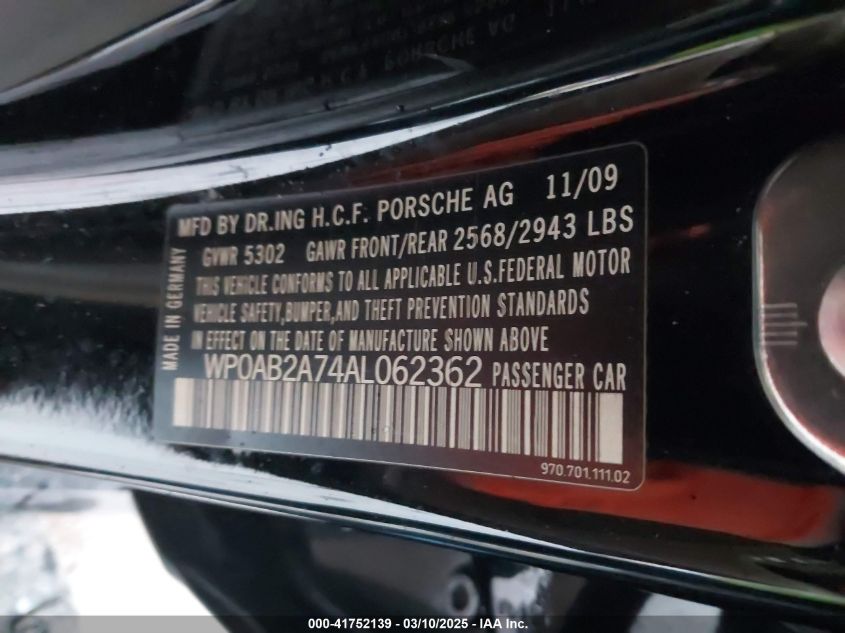 MFD BY DR.ING H.C.F. PORSCHE AG 11/09
GVWR 5302 GAWR FRONT/REAR 2568/2943 LBS
THIS VEHICLE CONFORMS TO ALL APPLICABLE U.S.FEDERAL MOTOR
VEHICLE SAFETY,BUMPER,AND THEFT PREVENTION STANDARDS
IN EFFECT ON THE DATE OF MANUFACTURE SHOWN ABOVE
WP0AB2A74AL062362 PASSENGER CAR
MADE IN GERMANY
970.701.111.02
000-41752139 - 03/10/2025 - IAA Inc.